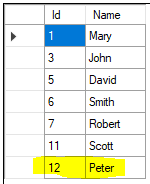 Id Name
1 Mary
3 John
5 David
6 Smith
7 Robert
11 Scott
12 Peter